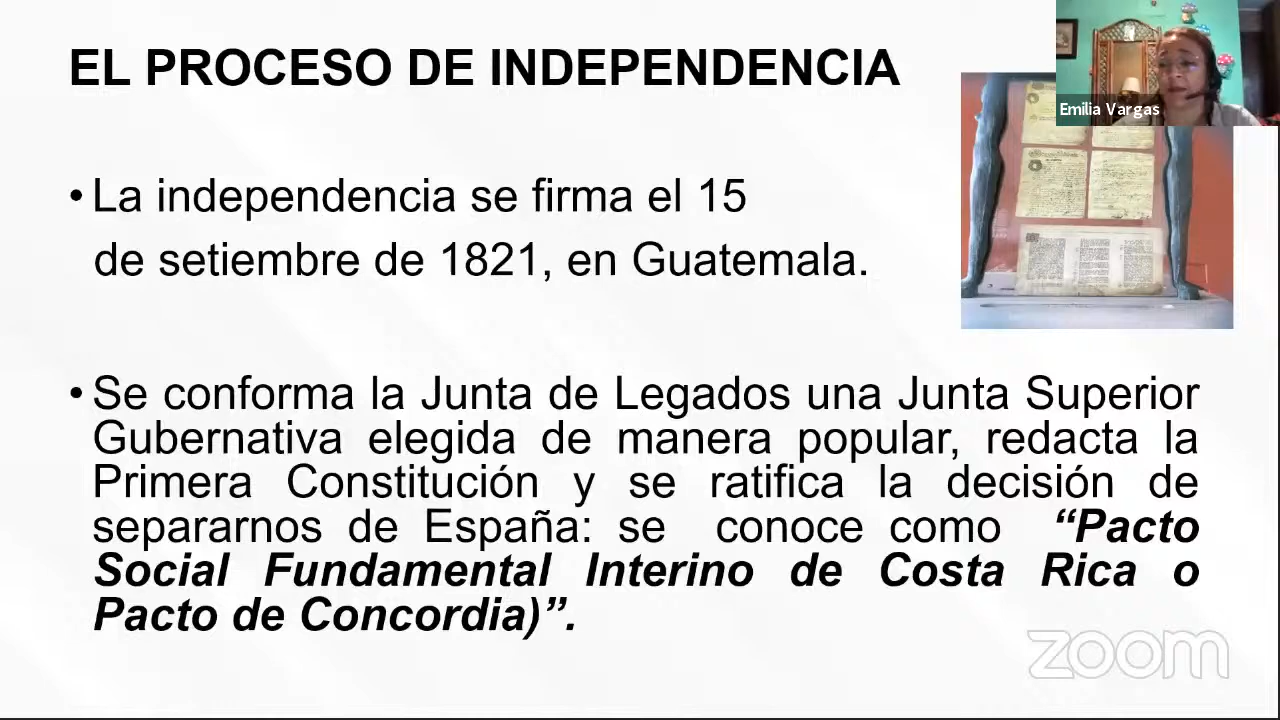 EL PROCESO DE INDEPENDENCIA
Emilia Vargas
• La independencia se firma el 15
de setiembre de 1821, en Guatemala.
• Se conforma la Junta de Legados una Junta Superior
Gubernativa elegida de manera popular, redacta la
Primera Constitución y se ratifica la decisión de
separarnos de España: se conoce como “Pacto
Social Fundamental Interino de Costa Rica o
Pacto de Concordia)”.
zoom